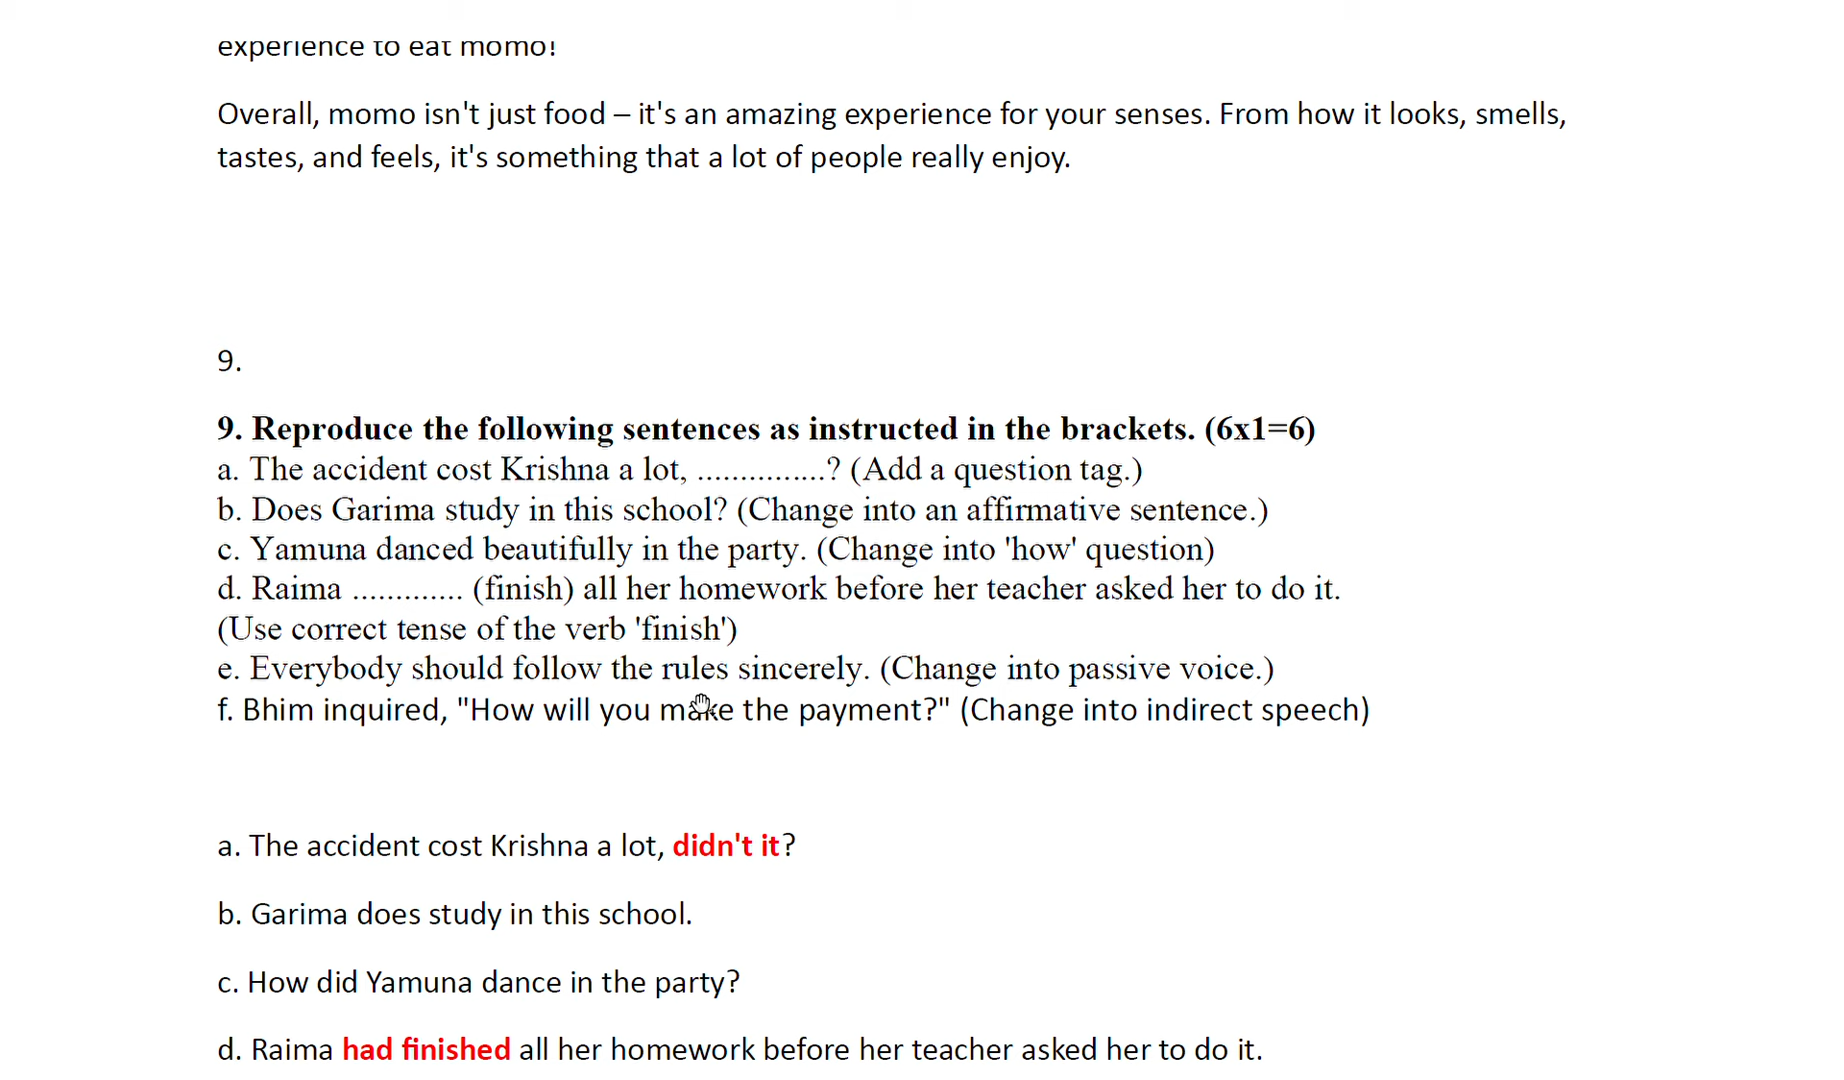 experience to eat momo!
Overall, momo isn't just food – it's an amazing experience for your senses. From how it looks, smells,
tastes, and feels, it's something that a lot of people really enjoy.
9.
9. Reproduce the following sentences as instructed in the brackets. (6x1=6)
a. The accident cost Krishna a lot, ...............? (Add a question tag.)
b. Does Garima study in this school? (Change into an affirmative sentence.)
c. Yamuna danced beautifully in the party. (Change into 'how' question)
d. Raima ............. (finish) all her homework before her teacher asked her to do it.
(Use correct tense of the verb 'finish')
e. Everybody should follow the rules sincerely. (Change into passive voice.)
f. Bhim inquired, "How will you make the payment?" (Change into indirect speech)
a. The accident cost Krishna a lot, didn't it?
b. Garima does study in this school.
c. How did Yamuna dance in the party?
d. Raima had finished all her homework before her teacher asked her to do it.